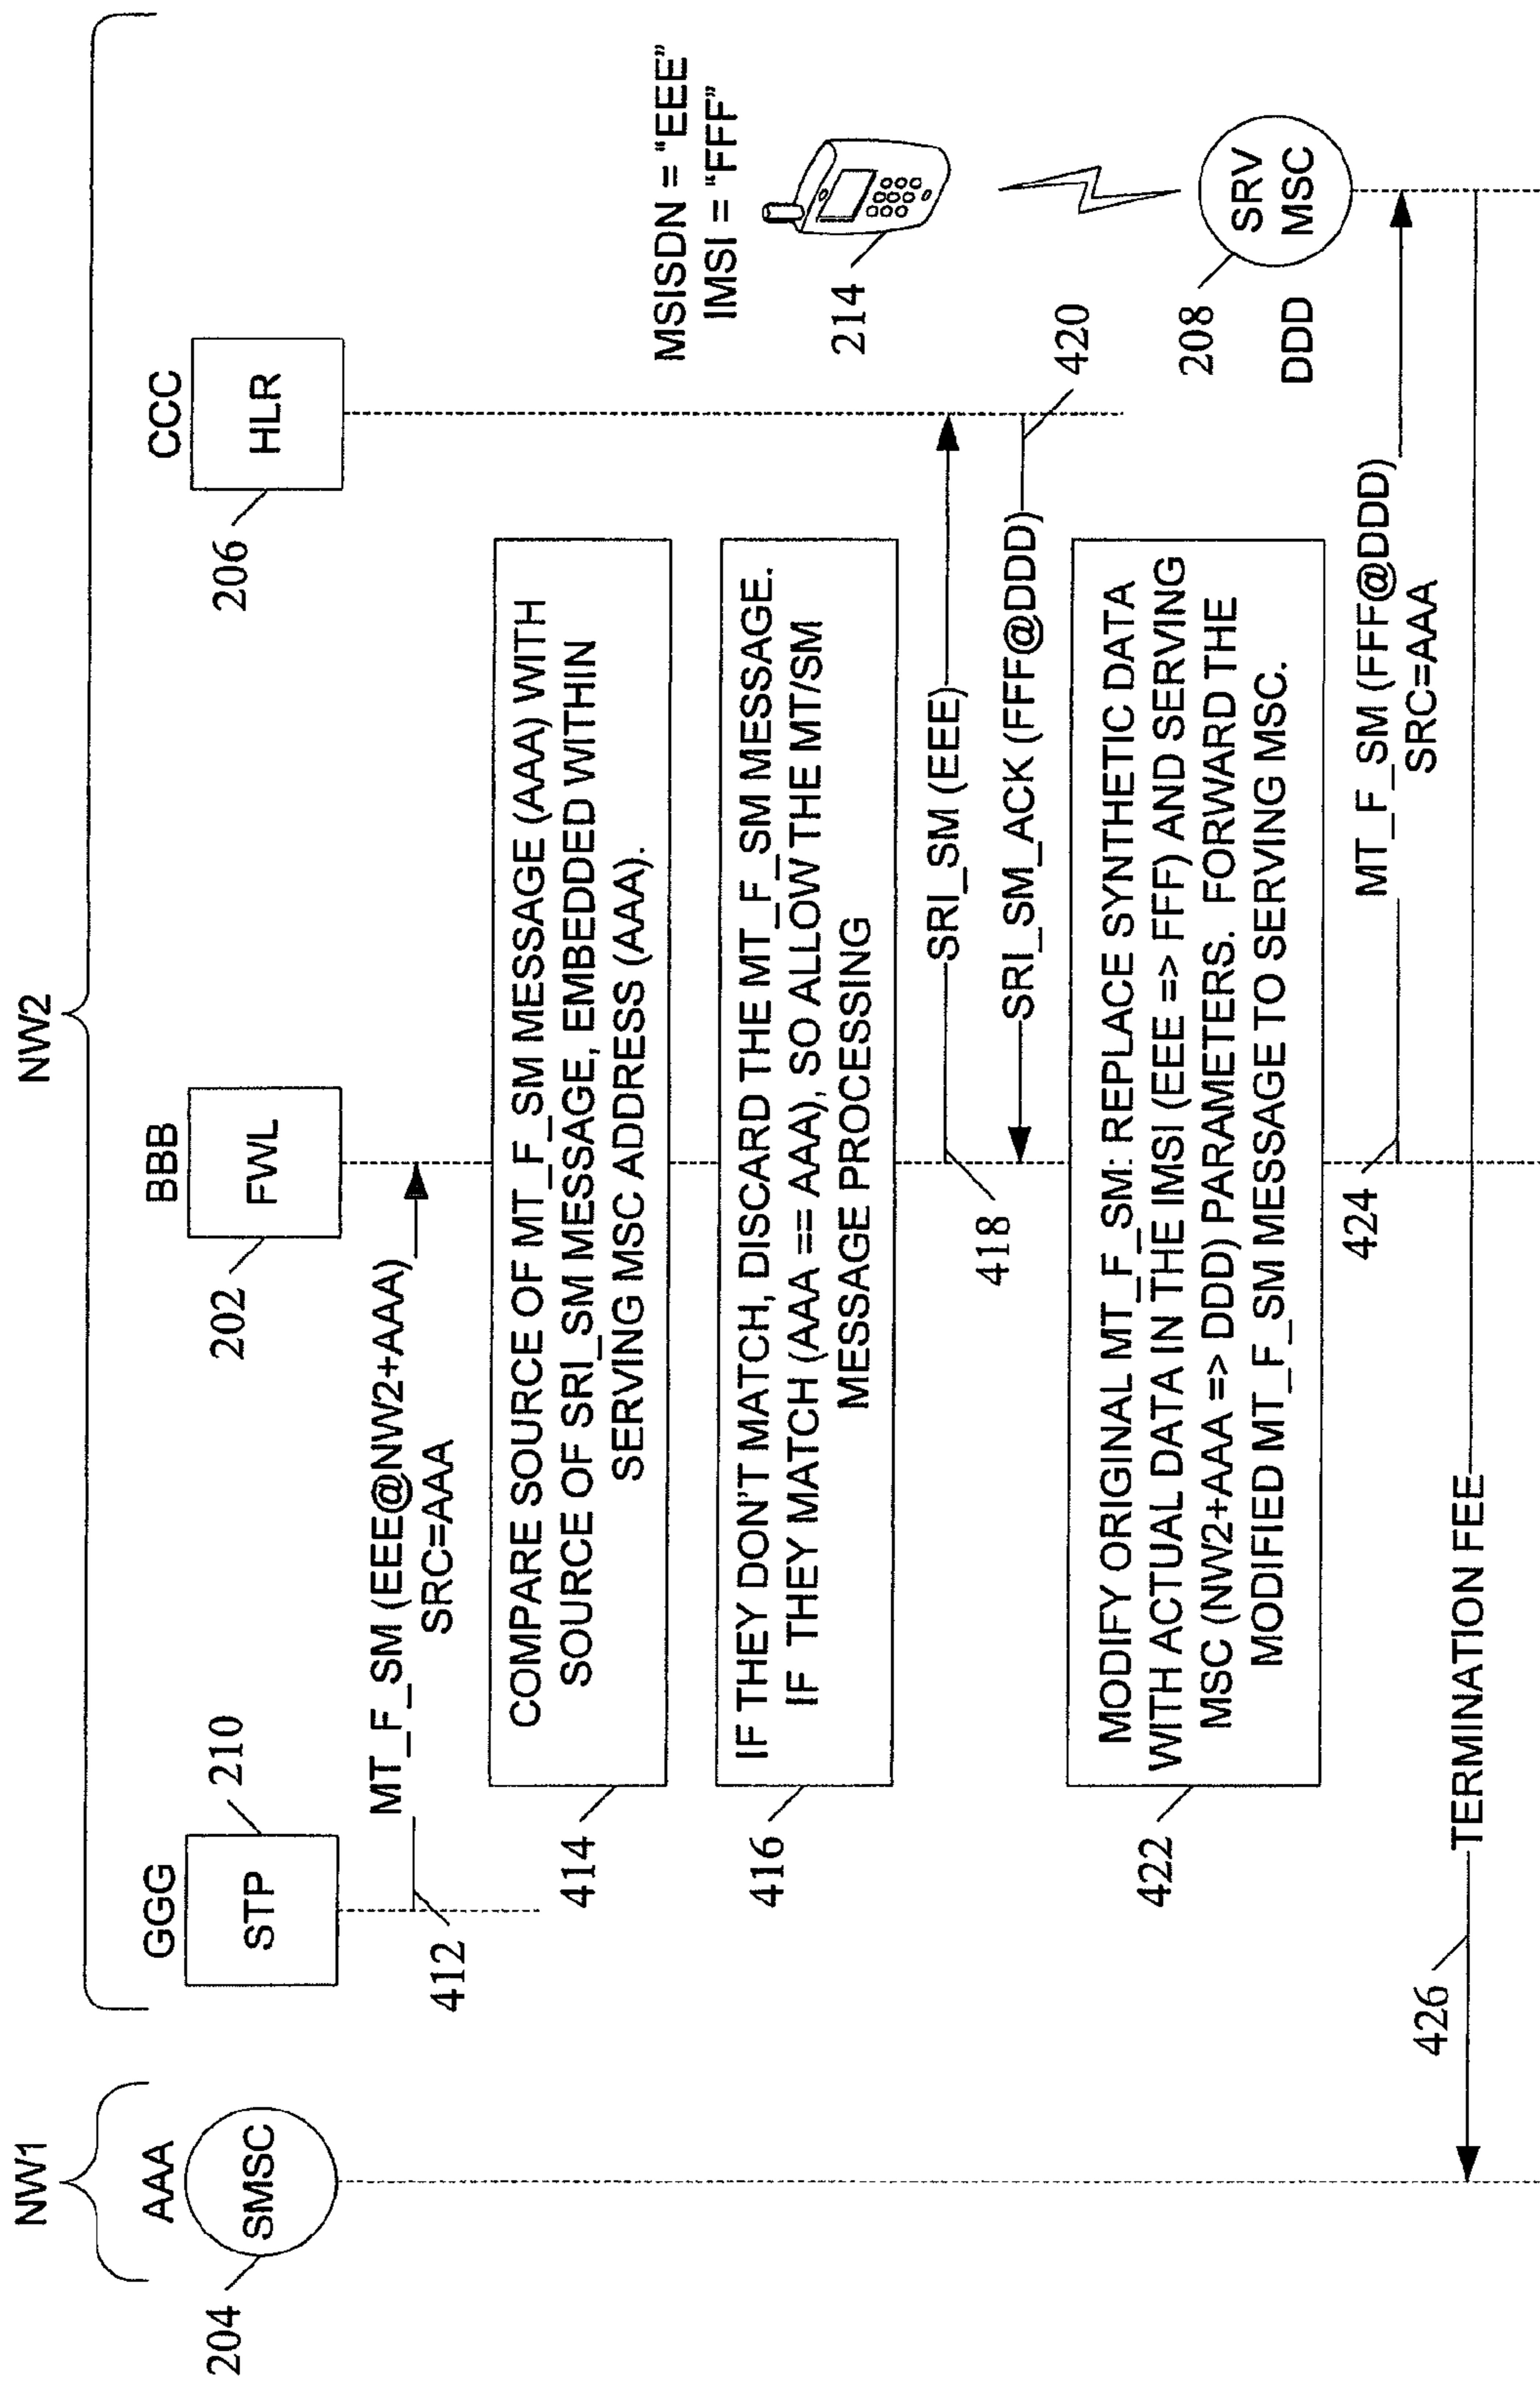 NW1
NW2
AAA
GGG
BBB
CCC
SMSC
STP
FWL
HLR
204
210
202
206
MSISDN = "EEE"
IMSI = "FFF"
214
SRV
MSC
208
DDD
MT_F_SM (EEE@NW2+AAA)
SRC=AAA
412
COMPARE SOURCE OF MT_F_SM MESSAGE (AAA) WITH
SOURCE OF SRI_SM MESSAGE, EMBEDDED WITHIN
SERVING MSC ADDRESS (AAA).
414
IF THEY DON'T MATCH, DISCARD THE MT_F_SM MESSAGE.
IF THEY MATCH (AAA == AAA), SO ALLOW THE MT/SM
MESSAGE PROCESSING
416
SRI_SM (EEE)
418
SRI_SM_ACK (FFF@DDD)
420
MODIFY ORIGINAL MT_F_SM: REPLACE SYNTHETIC DATA
WITH ACTUAL DATA IN THE IMSI (EEE => FFF) AND SERVING
MSC (NW2+AAA => DDD) PARAMETERS. FORWARD THE
MODIFIED MT_F_SM MESSAGE TO SERVING MSC.
422
MT_F_SM (FFF@DDD)
SRC=AAA
424
TERMINATION FEE
426